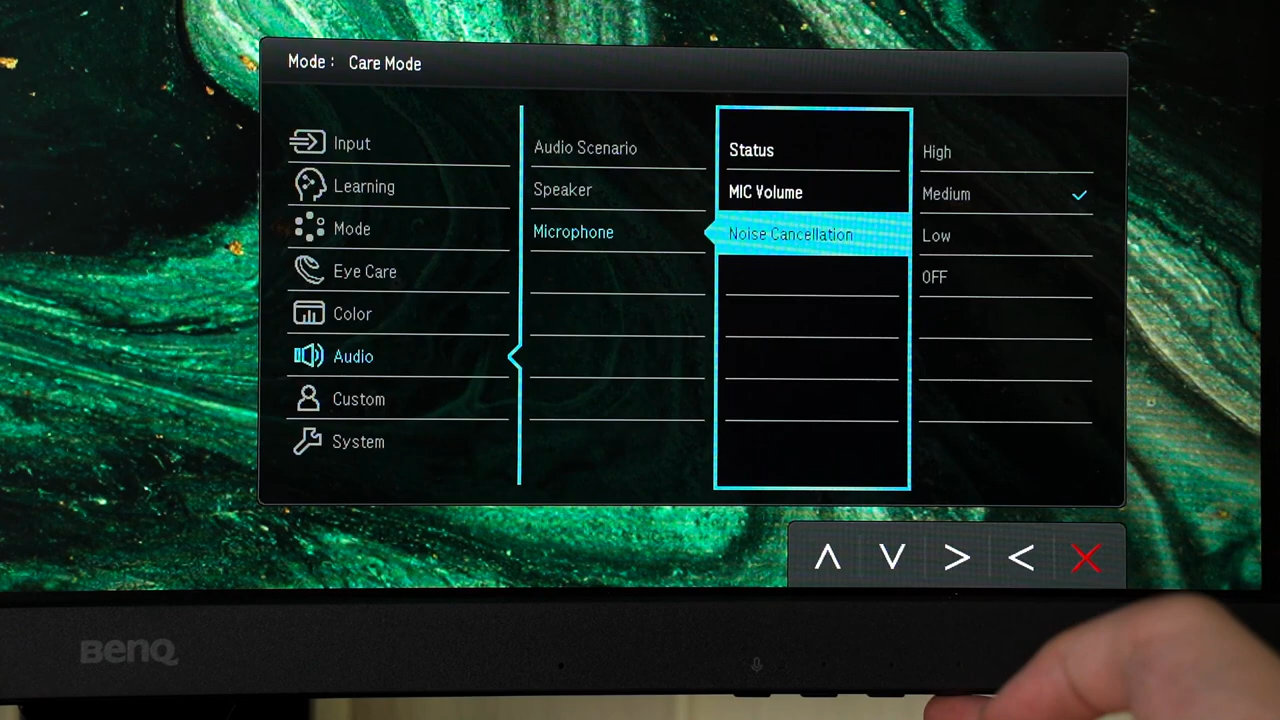 Mode : Care Mode
Input
Learning
Mode
Eye Care
Color
Audio
Custom
System
Audio Scenario
Speaker
Microphone
Status
MIC Volume
Noise Cancellation
High
Medium
Low
OFF
BenQ